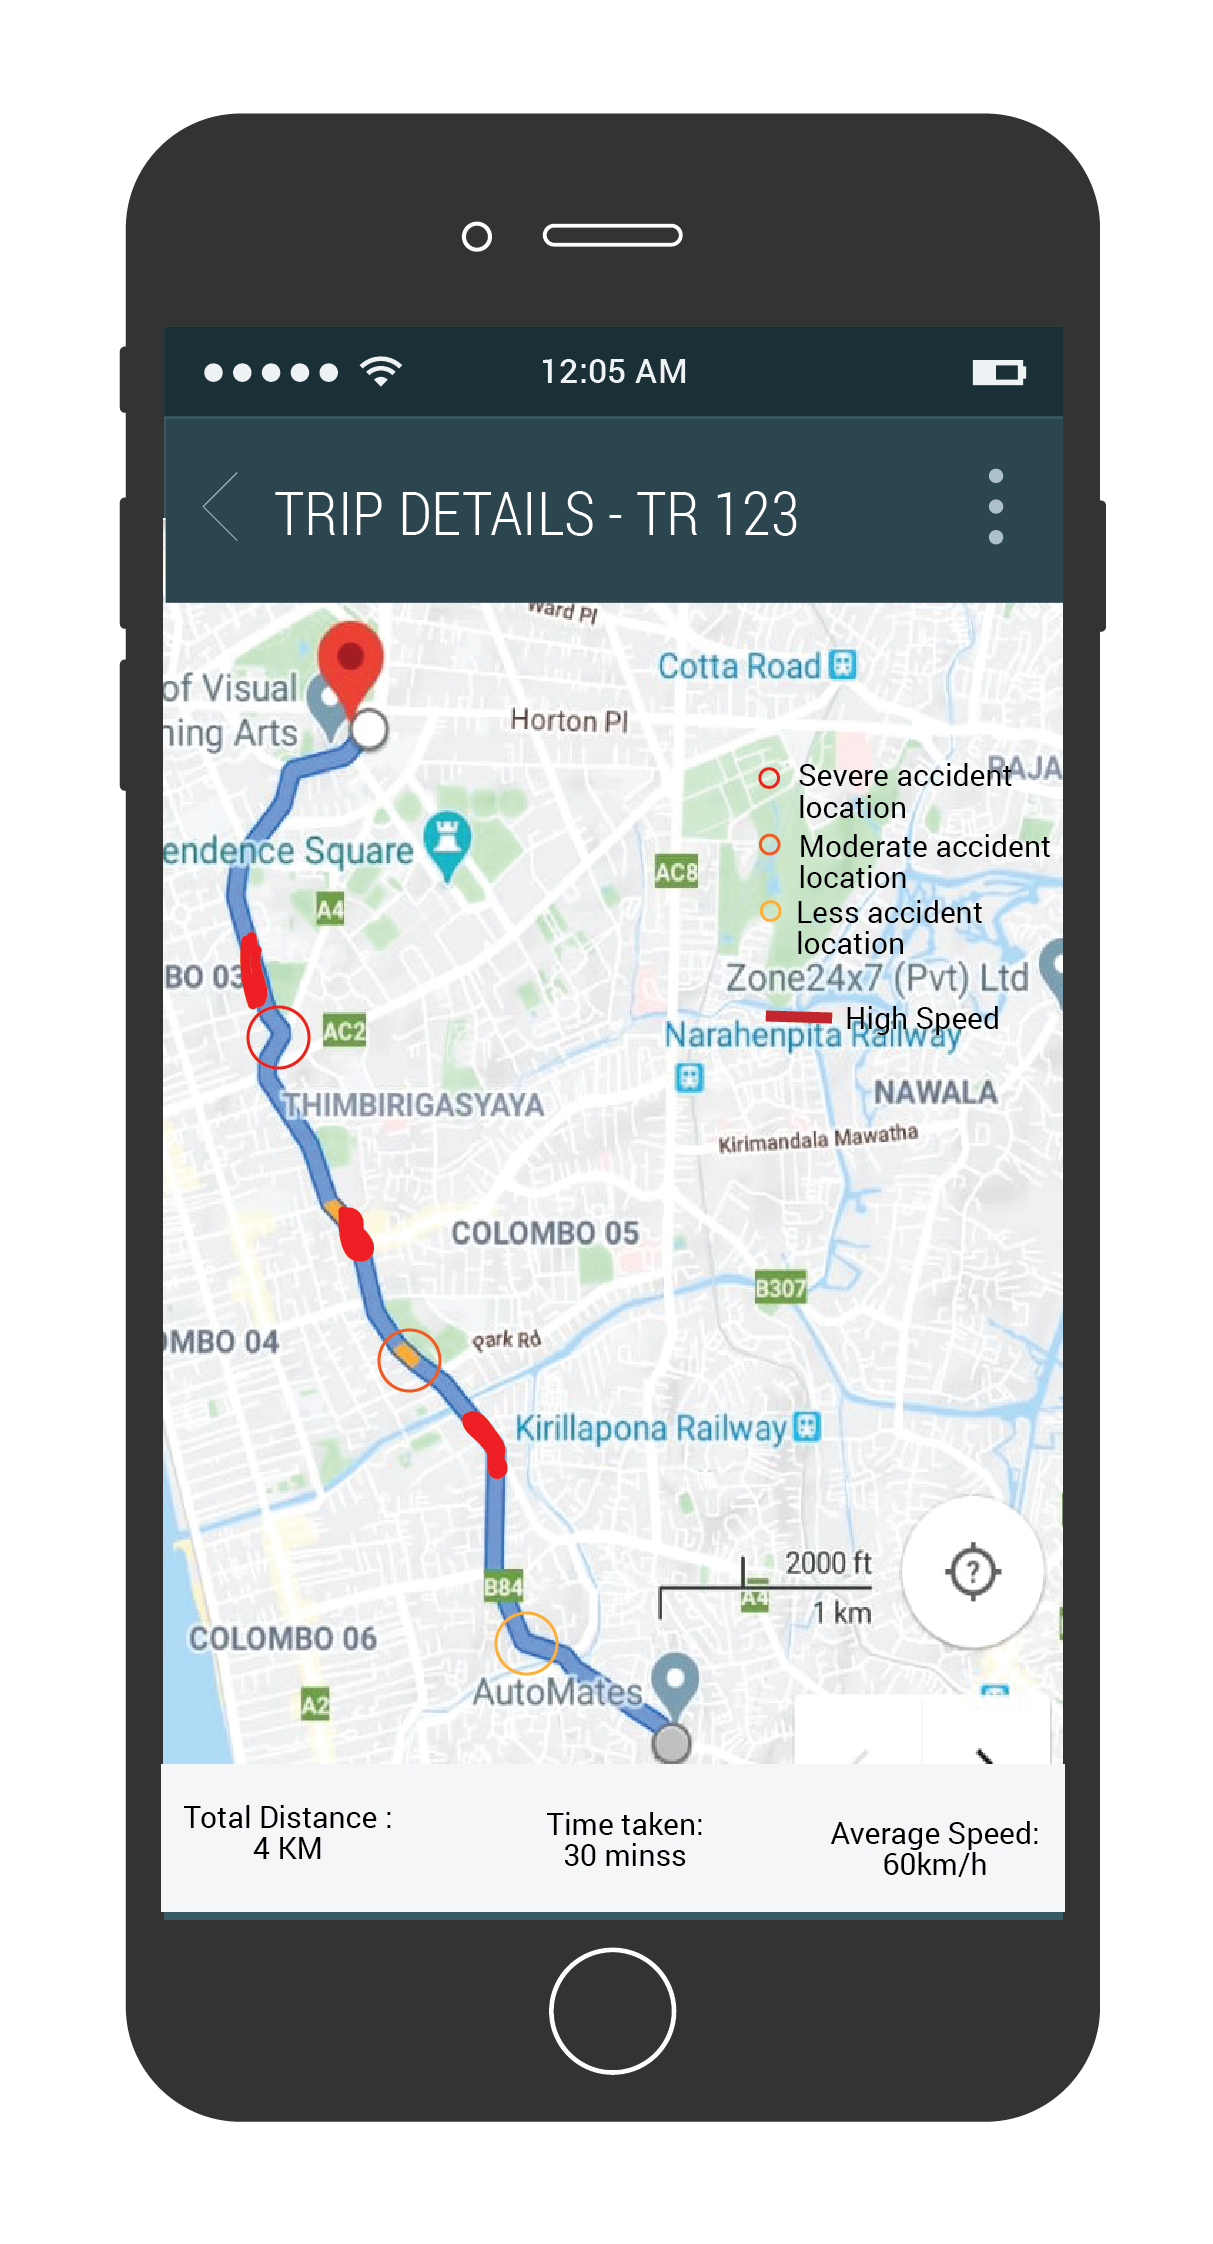 12:05 AM
TRIP DETAILS - TR 123
Ward Pl
Cotta Road
of Visual
ning Arts
Horton Pl
RAJA
Severe accident
location
Moderate accident
location
Less accident
location
endence Square
AC8
A4
BO 03
Zone24x7 (Pvt) Ltd
High Speed
AC2
Narahenpita Railway
NAWALA
THIMBIRIGASYAYA
Kirimandala Mawatha
COLOMBO 05
B307
OMBO 04
park Rd
Kirillapona Railway
2000 ft
1 km
?
B84
A4
COLOMBO 06
AutoMates
A2
Total Distance :
4 KM
Time taken:
30 minss
Average Speed:
60km/h